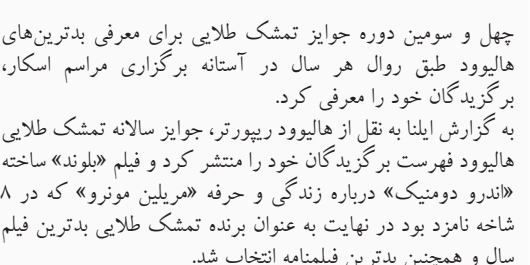 چهل و سومین دوره جوایز تمشک طلایی برای معرفی بدترین‌های
هالیوود طبق روال هر سال در آستانه برگزاری مراسم اسکار،
برگزیدگان خود را معرفی کرد.
به گزارش ایلنا به نقل از هالیوود ریپورتر، جوایز سالانه تمشک طلایی
هالیوود فهرست برگزیدگان خود را منتشر کرد و فیلم «بلوند» ساخته
«اندرو دومنیک» درباره زندگی و حرفه «مریلین مونرو» که در ۸
شاخه نامزد بود در نهایت به عنوان برنده تمشک طلایی بدترین فیلم
سال و همچنین بدترین فیلمنامه انتخاب شد.